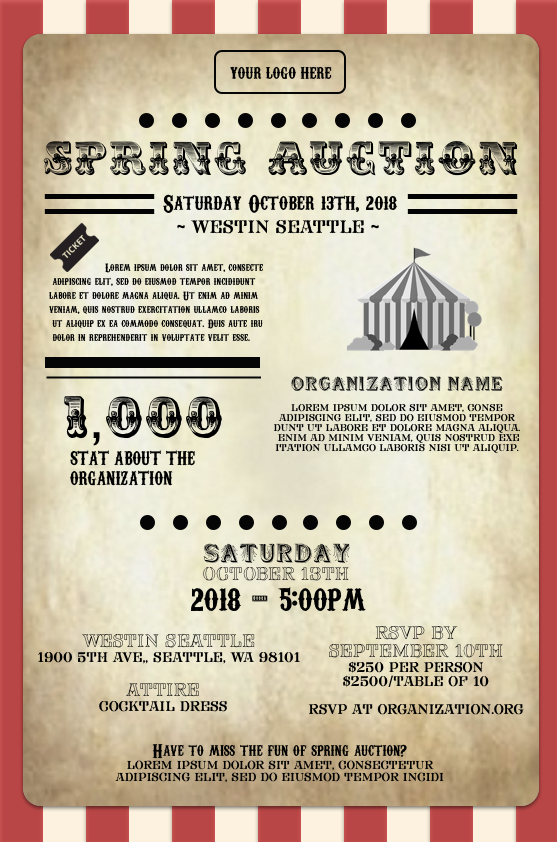 YOUR LOGO HERE
SPRING AUCTION
SATURDAY OCTOBER 13TH, 2018
~ WESTIN SEATTLE ~
TICKET
LOREM IPSUM DOLOR SIT AMET, CONSECTE
ADIPISCING ELIT, SED DO EIUSMOD TEMPOR INCIDIDUNT
LABORE ET DOLORE MAGNA ALIQUA. UT ENIM AD MINIM
VENIAM, QUIS NOSTRUD EXERCITATION ULLAMCO LABORIS
UT ALIQUIP EX EA COMMODO CONSEQUAT. DUIS AUTE IRU
DOLOR IN REPREHENDERIT IN VOLUPTATE VELIT ESSE.
1,000
STAT ABOUT THE
ORGANIZATION
ORGANIZATION NAME
LOREM IPSUM DOLOR SIT AMET, CONSE
ADIPISCING ELIT, SED DO EIUSMOD TEMPOR
DUNT UT LABORE ET DOLORE MAGNA ALIQUA.
ENIM AD MINIM VENIAM, QUIS NOSTRUD EXE
ITATION ULLAMCO LABORIS NISI UT ALIQUIP.
SATURDAY
OCTOBER 13TH
2018 - 5:00PM
WESTIN SEATTLE
1900 5TH AVE,, SEATTLE, WA 98101
ATTIRE
COCKTAIL DRESS
RSVP BY
SEPTEMBER 10TH
$250 PER PERSON
$2500/TABLE OF 10
RSVP AT ORGANIZATION.ORG
HAVE TO MISS THE FUN OF SPRING AUCTION?
LOREM IPSUM DOLOR SIT AMET, CONSECTETUR
ADIPISCING ELIT, SED DO EIUSMOD TEMPOR INCIDI